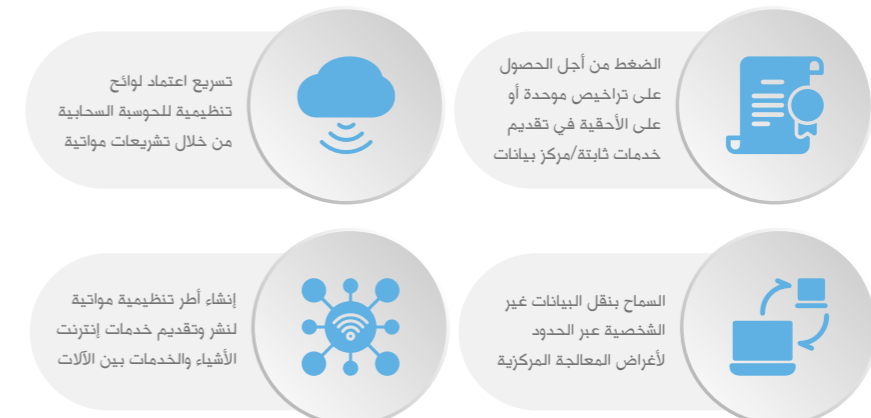 الضغط من أجل الحصول
على تراخيص موحدة أو
على الأحقية في تقديم
خدمات ثابتة/مركز بيانات
تسريع اعتماد لوائح
تنظيمية للحوسبة السحابية
من خلال تشريعات مواتية
السماح بنقل البيانات غير
الشخصية عبر الحدود
لأغراض المعالجة المركزية
إنشاء أطر تنظيمية مواتية
لنشر وتقديم خدمات إنترنت
الأشياء والخدمات بين الآلات